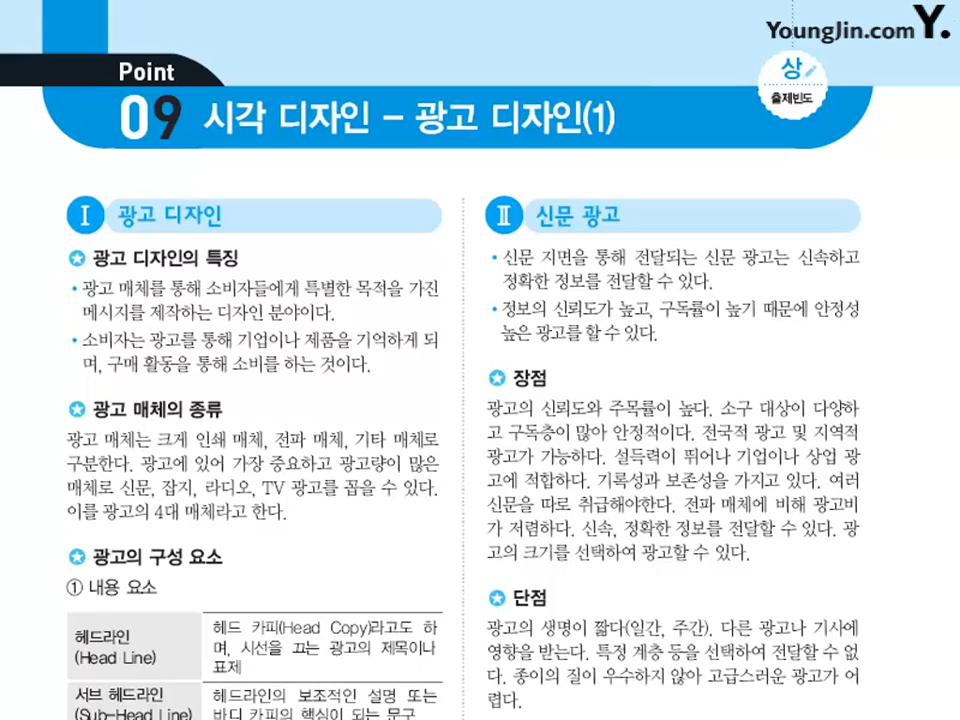 YoungJin.com Y.
Point
09 시각 디자인 – 광고 디자인(1)
상
출제빈도
Ⅰ 광고 디자인
광고 디자인의 특징
• 광고 매체를 통해 소비자들에게 특별한 목적을 가진
메시지를 제작하는 디자인 분야이다.
• 소비자는 광고를 통해 기업이나 제품을 기억하게 되
며, 구매 활동을 통해 소비를 하는 것이다.
광고 매체의 종류
광고 매체는 크게 인쇄 매체, 전파 매체, 기타 매체로
구분한다. 광고에 있어 가장 중요하고 광고량이 많은
매체로 신문, 잡지, 라디오, TV 광고를 꼽을 수 있다.
이를 광고의 4대 매체라고 한다.
광고의 구성 요소
① 내용 요소
헤드라인
(Head Line)
헤드 카피(Head Copy)라고도 하
며, 시선을 끄는 광고의 제목이나
표제
서브 헤드라인
(Sub-Head Line)
헤드라인의 보조적인 설명 또는
바디 카피의 핵심이 되는 문구
Ⅱ 신문 광고
• 신문 지면을 통해 전달되는 신문 광고는 신속하고
정확한 정보를 전달할 수 있다.
• 정보의 신뢰도가 높고, 구독률이 높기 때문에 안정성
높은 광고를 할 수 있다.
장점
광고의 신뢰도와 주목률이 높다. 소구 대상이 다양하
고 구독층이 많아 안정적이다. 전국적 광고 및 지역적
광고가 가능하다. 설득력이 뛰어나 기업이나 상업 광
고에 적합하다. 기록성과 보존성을 가지고 있다. 여러
신문을 따로 취급해야한다. 전파 매체에 비해 광고비
가 저렴하다. 신속, 정확한 정보를 전달할 수 있다. 광
고의 크기를 선택하여 광고할 수 있다.
단점
광고의 생명이 짧다(일간, 주간). 다른 광고나 기사에
영향을 받는다. 특정 계층 등을 선택하여 전달할 수 없
다. 종이의 질이 우수하지 않아 고급스러운 광고가 어
렵다.